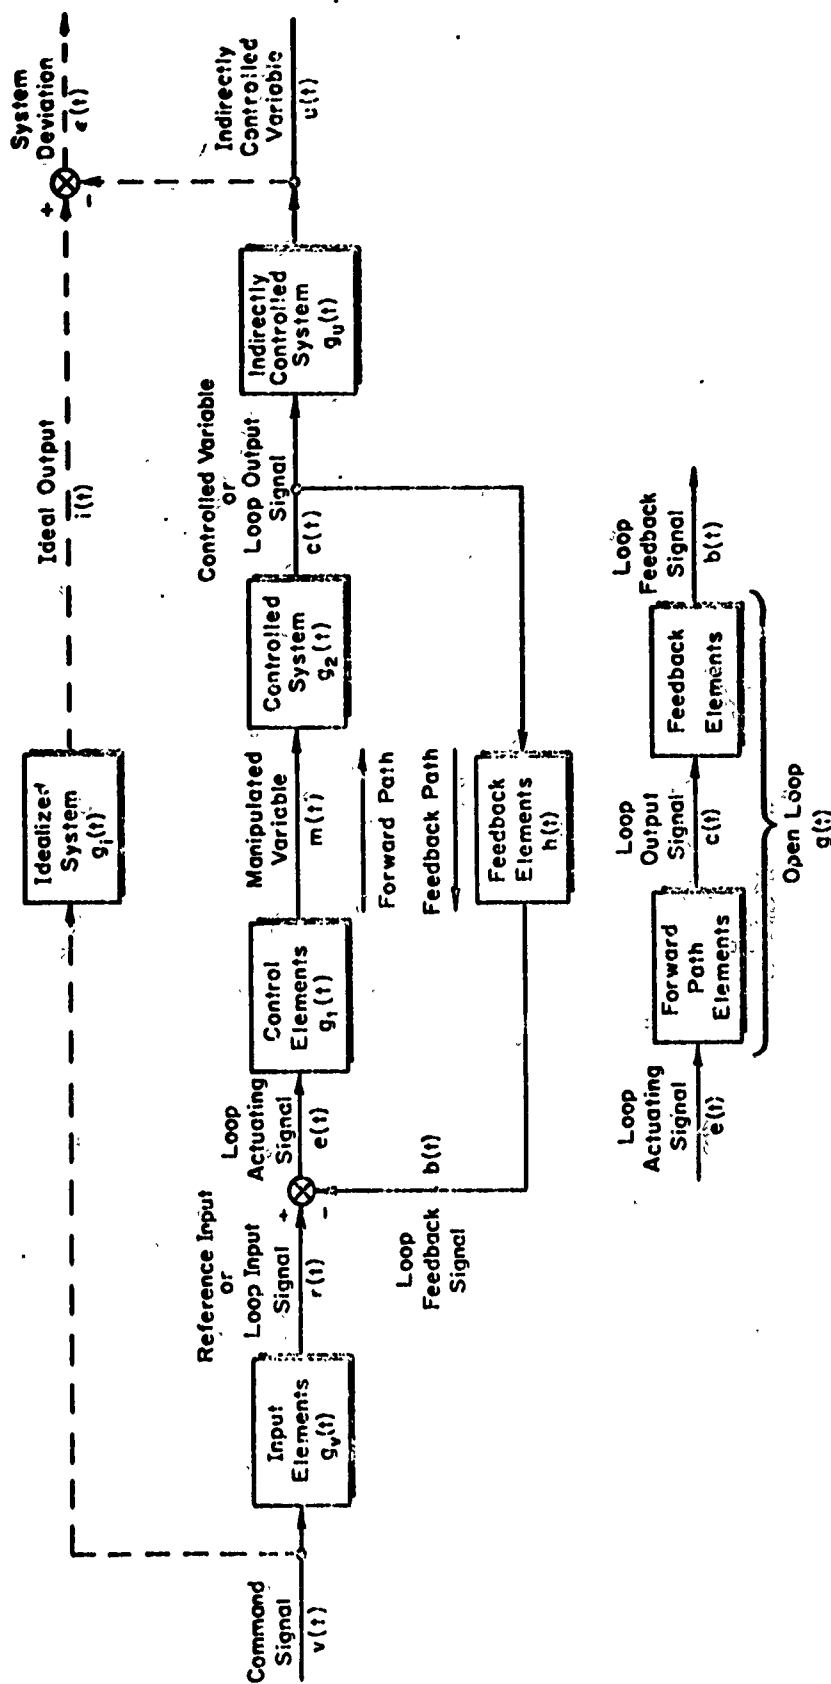 Ideal Output
i(t)
System
Deviation
ε(t)
+
-
Idealized
System
gi(t)
Command
Signal
v(t)
Input
Elements
gv(t)
Reference Input
or
Loop Input
Signal
r(t)
+
-
Loop
Actuating
Signal
e(t)
Control
Elements
g1(t)
Manipulated
Variable
m(t)
Controlled
System
g2(t)
Controlled Variable
or
Loop Output
Signal
c(t)
Indirectly
Controlled
System
gu(t)
Indirectly
Controlled
Variable
u(t)
Forward Path
Feedback Path
Loop
Feedback
Signal
b(t)
Feedback
Elements
h(t)
Loop
Actuating
Signal
e(t)
Forward
Path
Elements
Loop
Output
Signal
c(t)
Feedback
Elements
Loop
Feedback
Signal
b(t)
Open Loop
g(t)